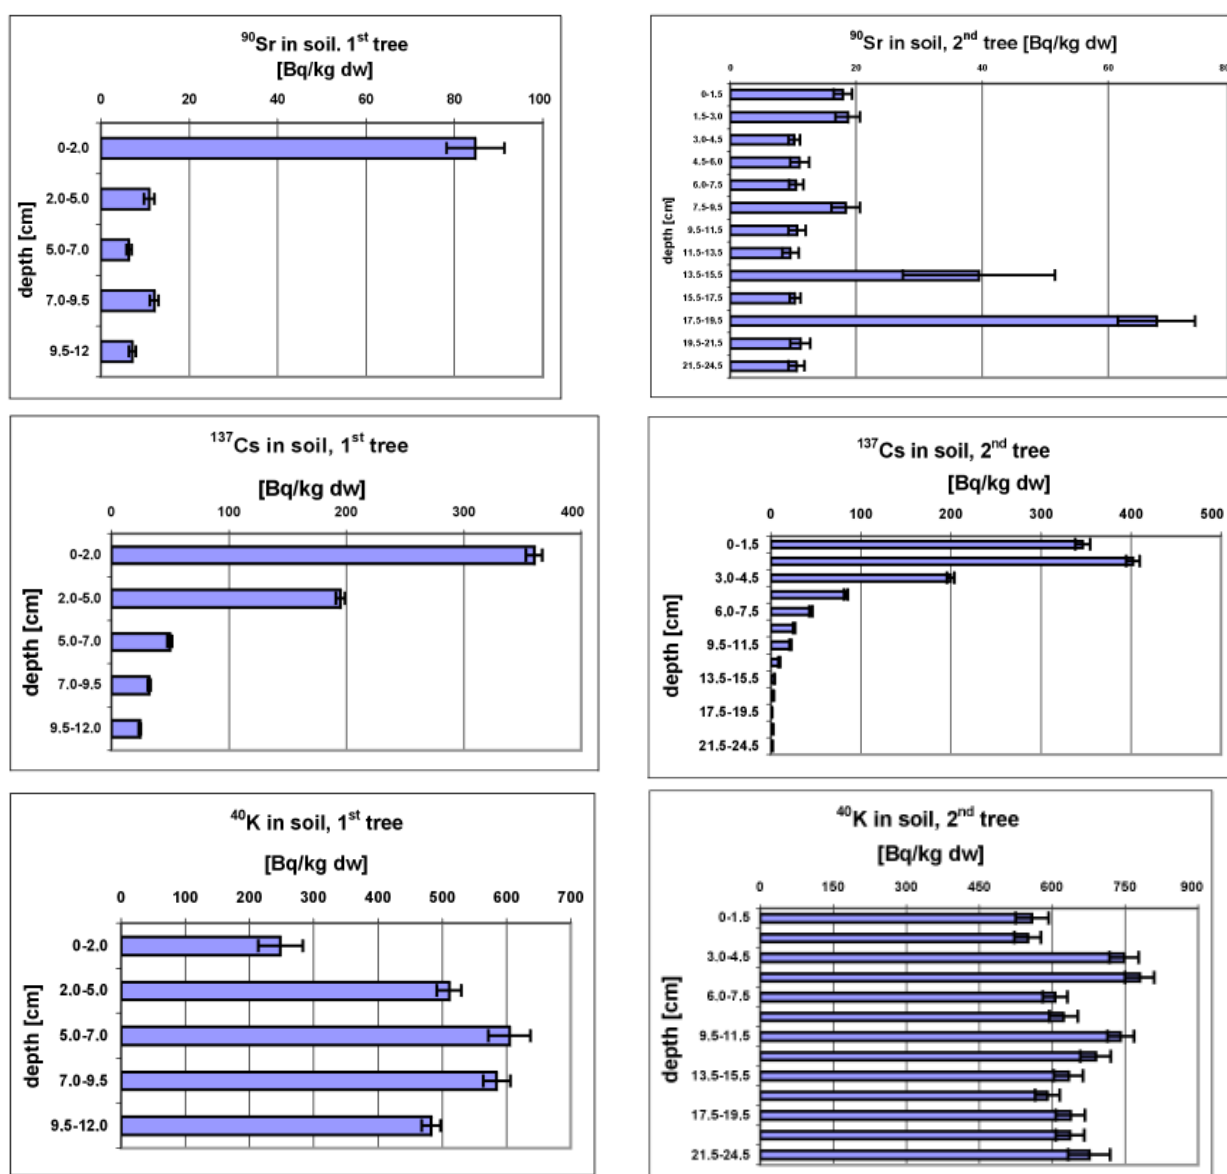 ⁹⁰Sr in soil. 1ˢᵗ tree
[Bq/kg dw]
0 20 40 60 80 100
depth [cm]
0-2.0
2.0-5.0
5.0-7.0
7.0-9.5
9.5-12
⁹⁰Sr in soil, 2ⁿᵈ tree [Bq/kg dw]
0 20 40 60 80
depth [cm]
0-1.5
1.5-3.0
3.0-4.5
4.5-6.0
6.0-7.5
7.5-9.5
9.5-11.5
11.5-13.5
13.5-15.5
15.5-17.5
17.5-19.5
19.5-21.5
21.5-24.5
¹³⁷Cs in soil, 1ˢᵗ tree
[Bq/kg dw]
0 100 200 300 400
depth [cm]
0-2.0
2.0-5.0
5.0-7.0
7.0-9.5
9.5-12.0
¹³⁷Cs in soil, 2ⁿᵈ tree
[Bq/kg dw]
0 100 200 300 400 500
depth [cm]
0-1.5
3.0-4.5
6.0-7.5
9.5-11.5
13.5-15.5
17.5-19.5
21.5-24.5
⁴⁰K in soil, 1ˢᵗ tree
[Bq/kg dw]
0 100 200 300 400 500 600 700
depth [cm]
0-2.0
2.0-5.0
5.0-7.0
7.0-9.5
9.5-12.0
⁴⁰K in soil, 2ⁿᵈ tree
[Bq/kg dw]
0 150 300 450 600 750 900
depth [cm]
0-1.5
3.0-4.5
6.0-7.5
9.5-11.5
13.5-15.5
17.5-19.5
21.5-24.5